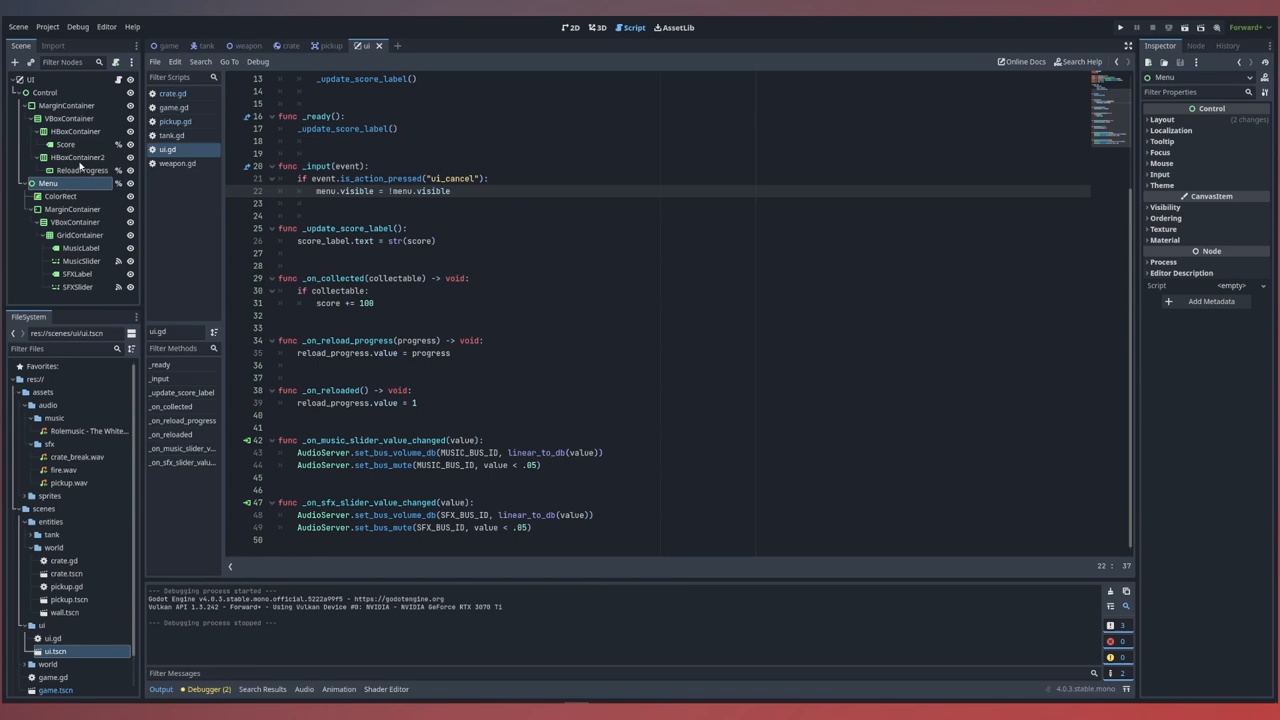 Scene Project Debug Editor Help
2D 3D Script AssetLib
Forward+
Scene Import
game tank weapon crate pickup ui
Inspector Node History
Filter Nodes
File Edit Search Go To Debug
Online Docs Search Help
UI
Control
MarginContainer
VBoxContainer
HBoxContainer
Score
HBoxContainer2
ReloadProgress
Menu
ColorRect
MarginContainer
VBoxContainer
GridContainer
MusicLabel
MusicSlider
SFXLabel
SFXSlider
FileSystem
res://scenes/ui/ui.tscn
Filter Files
Favorites:
res://
assets
audio
music
Rolemusic - The White...
sfx
crate_break.wav
fire.wav
pickup.wav
sprites
scenes
entities
tank
world
crate.gd
crate.tscn
pickup.gd
pickup.tscn
wall.tscn
ui
ui.gd
ui.tscn
world
game.gd
game.tscn
Filter Scripts
crate.gd
game.gd
pickup.gd
tank.gd
ui.gd
weapon.gd
ui.gd
Filter Methods
_ready
_input
_update_score_label
_on_collected
_on_reload_progress
_on_reloaded
_on_music_slider_v...
_on_sfx_slider_valu...
13 _update_score_label()
14
15
16 func _ready():
17 _update_score_label()
18
19
20 func _input(event):
21 if event.is_action_pressed("ui_cancel"):
22 menu.visible = !menu.visible
23
24
25 func _update_score_label():
26 score_label.text = str(score)
27
28
29 func _on_collected(collectable) -> void:
30 if collectable:
31 score += 100
32
33
34 func _on_reload_progress(progress) -> void:
35 reload_progress.value = progress
36
37
38 func _on_reloaded() -> void:
39 reload_progress.value = 1
40
41
42 func _on_music_slider_value_changed(value):
43 AudioServer.set_bus_volume_db(MUSIC_BUS_ID, linear_to_db(value))
44 AudioServer.set_bus_mute(MUSIC_BUS_ID, value < .05)
45
46
47 func _on_sfx_slider_value_changed(value):
48 AudioServer.set_bus_volume_db(SFX_BUS_ID, linear_to_db(value))
49 AudioServer.set_bus_mute(SFX_BUS_ID, value < .05)
50
22 : 37
--- Debugging process started ---
Godot Engine v4.0.3.stable.mono.official.5222a99f5 - https://godotengine.org
Vulkan API 1.3.242 - Forward+ - Using Vulkan Device #0: NVIDIA - NVIDIA GeForce RTX 3070 Ti
--- Debugging process stopped ---
3
0
0
2
Filter Messages
Output Debugger (2) Search Results Audio Animation Shader Editor
4.0.3.stable.mono
Menu
Filter Properties
Control
Layout (2 changes)
Localization
Tooltip
Focus
Mouse
Input
Theme
CanvasItem
Visibility
Ordering
Texture
Material
Node
Process
Editor Description
Script <empty>
Add Metadata